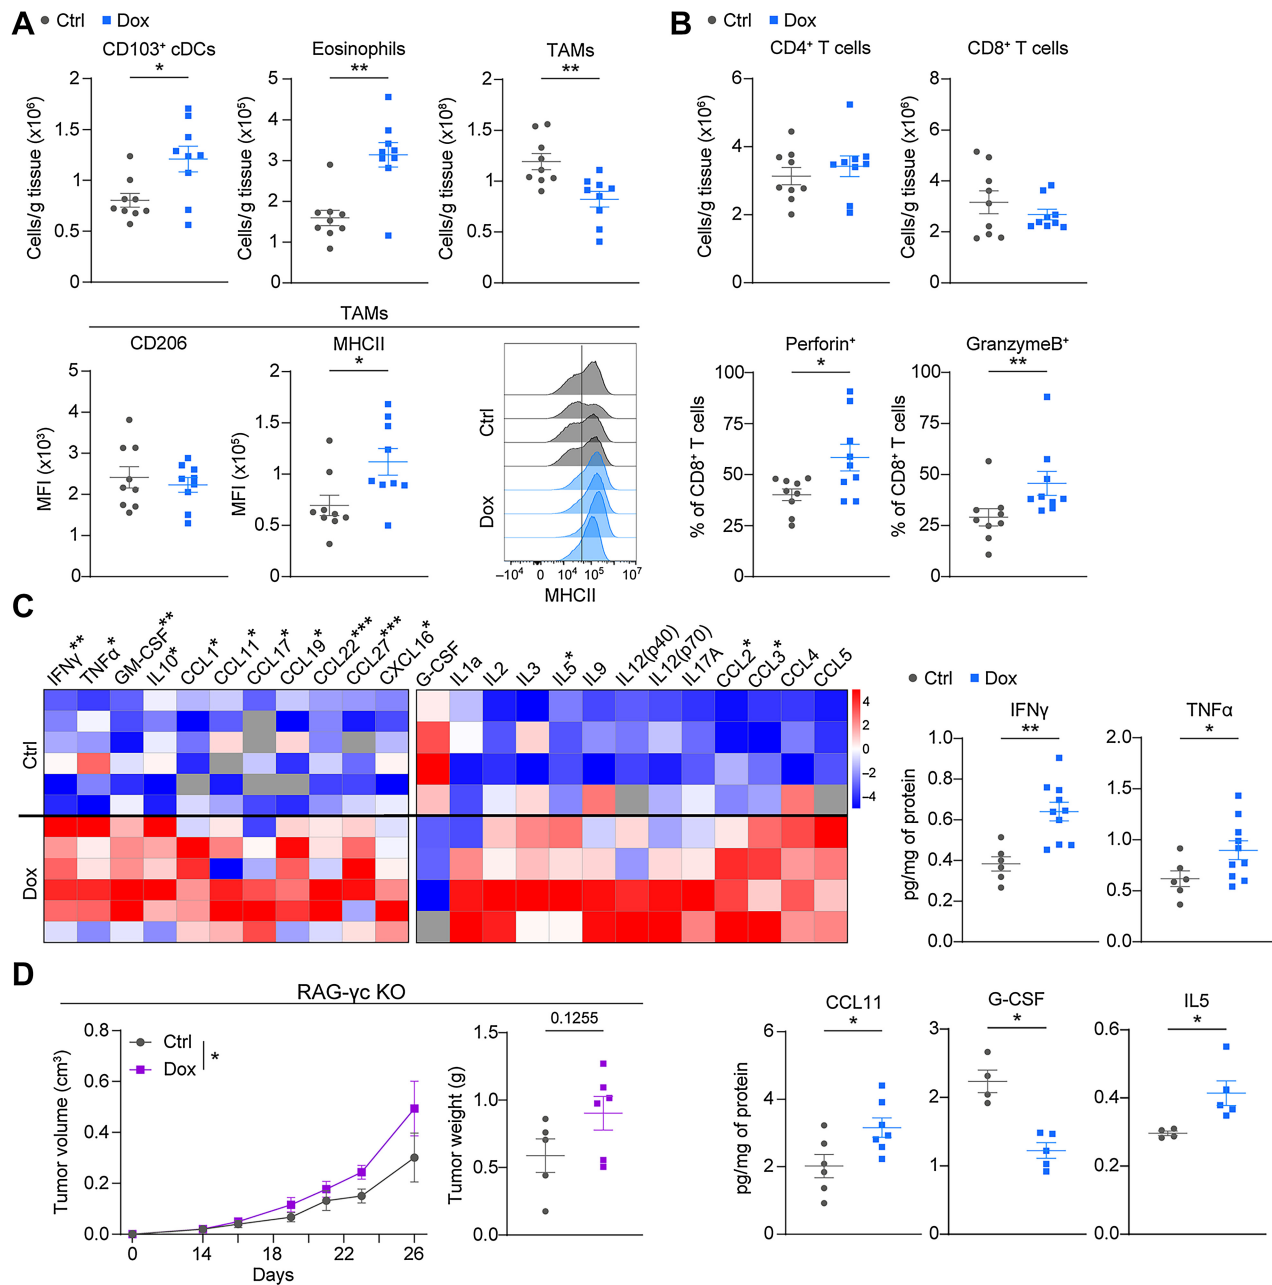 A
Ctrl Dox
CD103⁺ cDCs
*
Cells/g tissue (x10⁶)
2
1.5
1
0.5
0
Eosinophils
**
Cells/g tissue (x10⁵)
5
4
3
2
1
0
TAMs
**
Cells/g tissue (x10⁸)
2
1.5
1
0.5
0
TAMs
CD206
MFI (x10³)
5
4
3
2
1
0
MHCII
*
MFI (x10⁵)
2
1.5
1
0.5
0
Ctrl
Dox
−10⁴ 0 10⁴ 10⁵ 10⁷
MHCII
B
Ctrl Dox
CD4⁺ T cells
Cells/g tissue (x10⁶)
6
4
2
0
CD8⁺ T cells
Cells/g tissue (x10⁶)
8
6
4
2
0
Perforin⁺
*
% of CD8⁺ T cells
100
75
50
25
0
GranzymeB⁺
**
% of CD8⁺ T cells
100
75
50
25
0
C
IFNγ** TNFα* GM-CSF** IL10* CCL1* CCL11* CCL17* CCL19* CCL22*** CCL27*** CXCL16*
G-CSF IL1a IL2 IL3 IL5* IL9 IL12(p40) IL12(p70) IL17A CCL2* CCL3* CCL4 CCL5
Ctrl
Dox
4
2
0
−2
−4
Ctrl Dox
IFNγ
**
pg/mg of protein
1.0
0.8
0.6
0.4
0.2
0.0
TNFα
*
2.0
1.5
1.0
0.5
0.0
CCL11
*
pg/mg of protein
6
4
2
0
G-CSF
*
3
2
1
0
IL5
*
0.6
0.4
0.2
0.0
D
RAG-γc KO
Ctrl
Dox
*
Tumor volume (cm³)
0.8
0.6
0.4
0.2
0.0
0 14 18 22 26
Days
0.1255
Tumor weight (g)
1.5
1.0
0.5
0.0